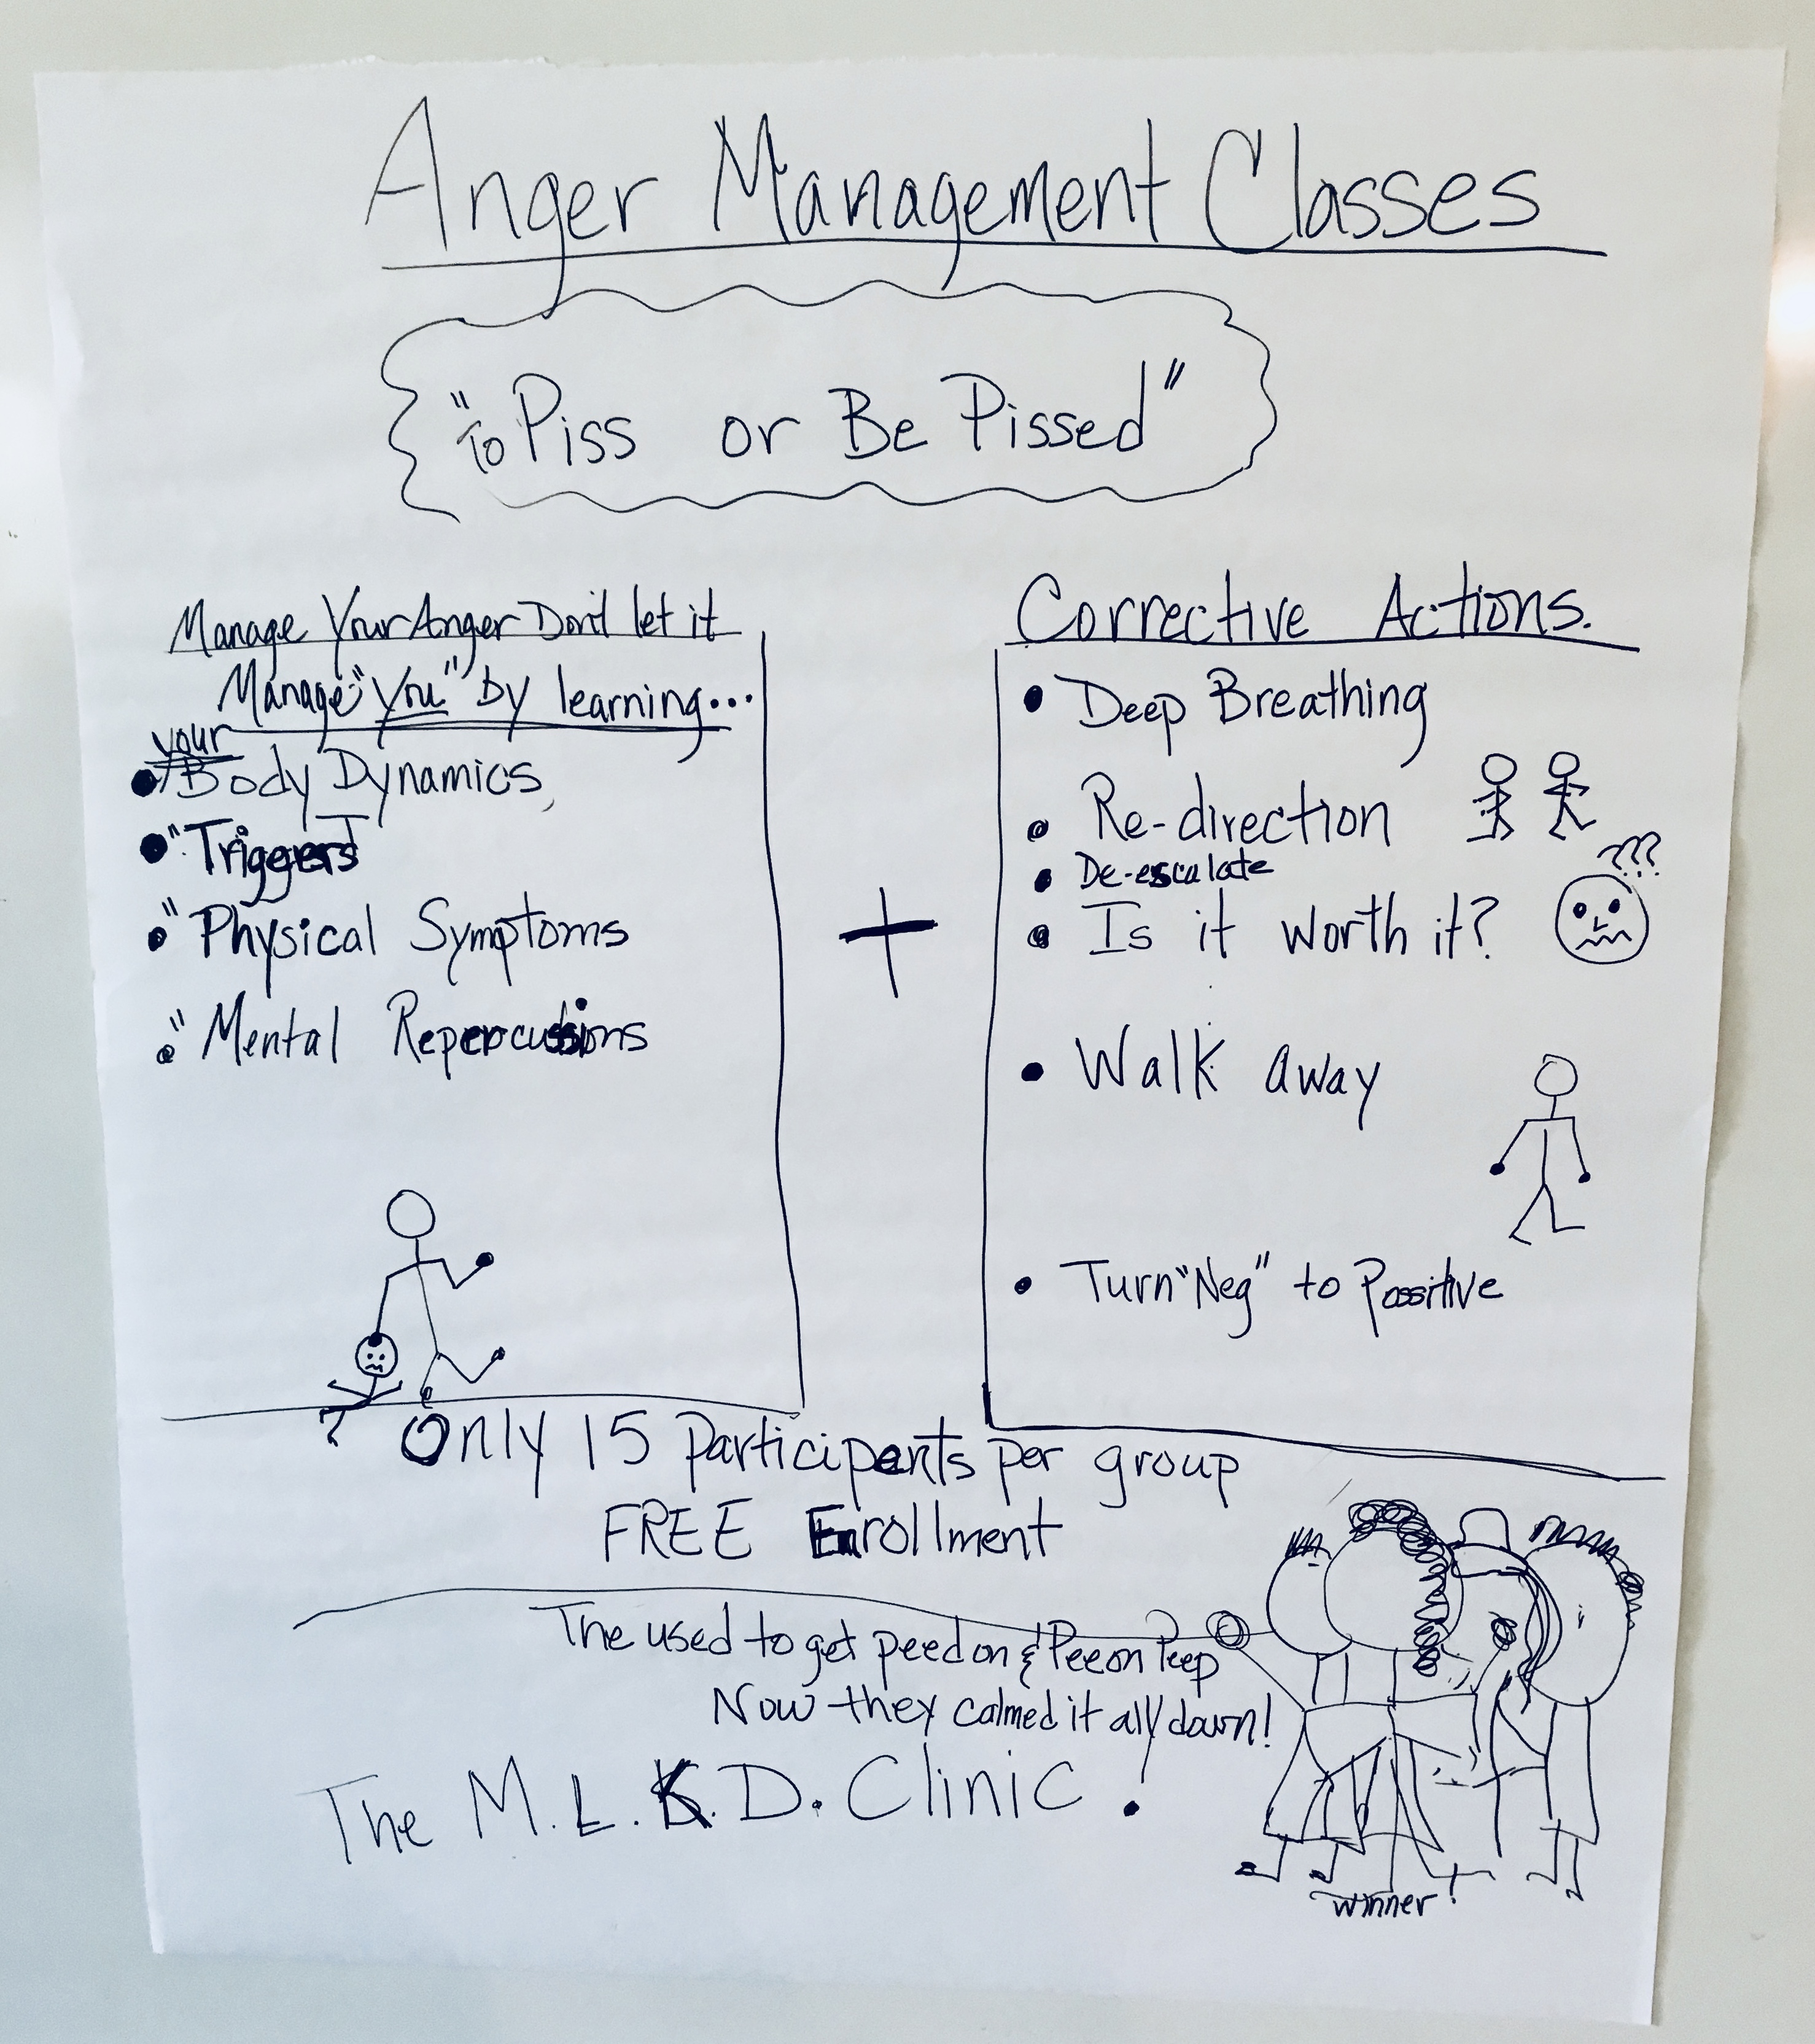 Anger Management Classes
"To Piss or Be Pissed"
Manage Your Anger Don't let it
Manage "You" by learning...
your
• Body Dynamics,
• " Triggers
• " Physical Symptoms
• " Mental Repercussions
+
Corrective Actions.
• Deep Breathing
• Re-direction
• De-escalate
???
• Is it worth it?
• Walk away
• Turn "Neg" to Possitive
Only 15 participants per group
FREE Enrollment
The used to get peed on & Pee on Peep
Now they calmed it all down!
The M.L.K.D. Clinic!
winner!